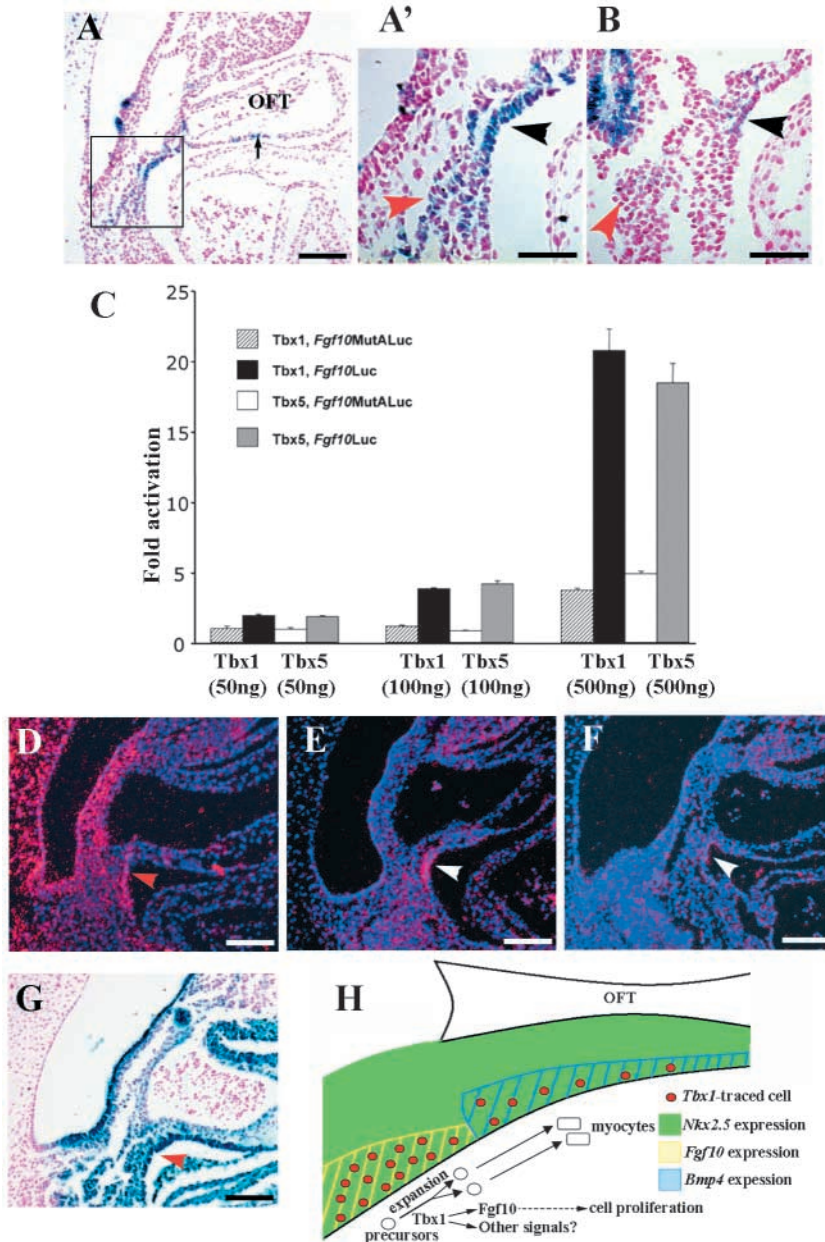 A
OFT
A'
B
C
Fold activation
25
20
15
10
5
0
Tbx1, Fgf10MutALuc
Tbx1, Fgf10Luc
Tbx5, Fgf10MutALuc
Tbx5, Fgf10Luc
Tbx1 Tbx5 Tbx1 Tbx5 Tbx1 Tbx5
(50ng) (50ng) (100ng) (100ng) (500ng) (500ng)
D
E
F
G
H
OFT
Tbx1-traced cell
Nkx2.5 expression
Fgf10 expression
Bmp4 expession
myocytes
expansion
precursors
Tbx1
Fgf10
cell proliferation
Other signals?